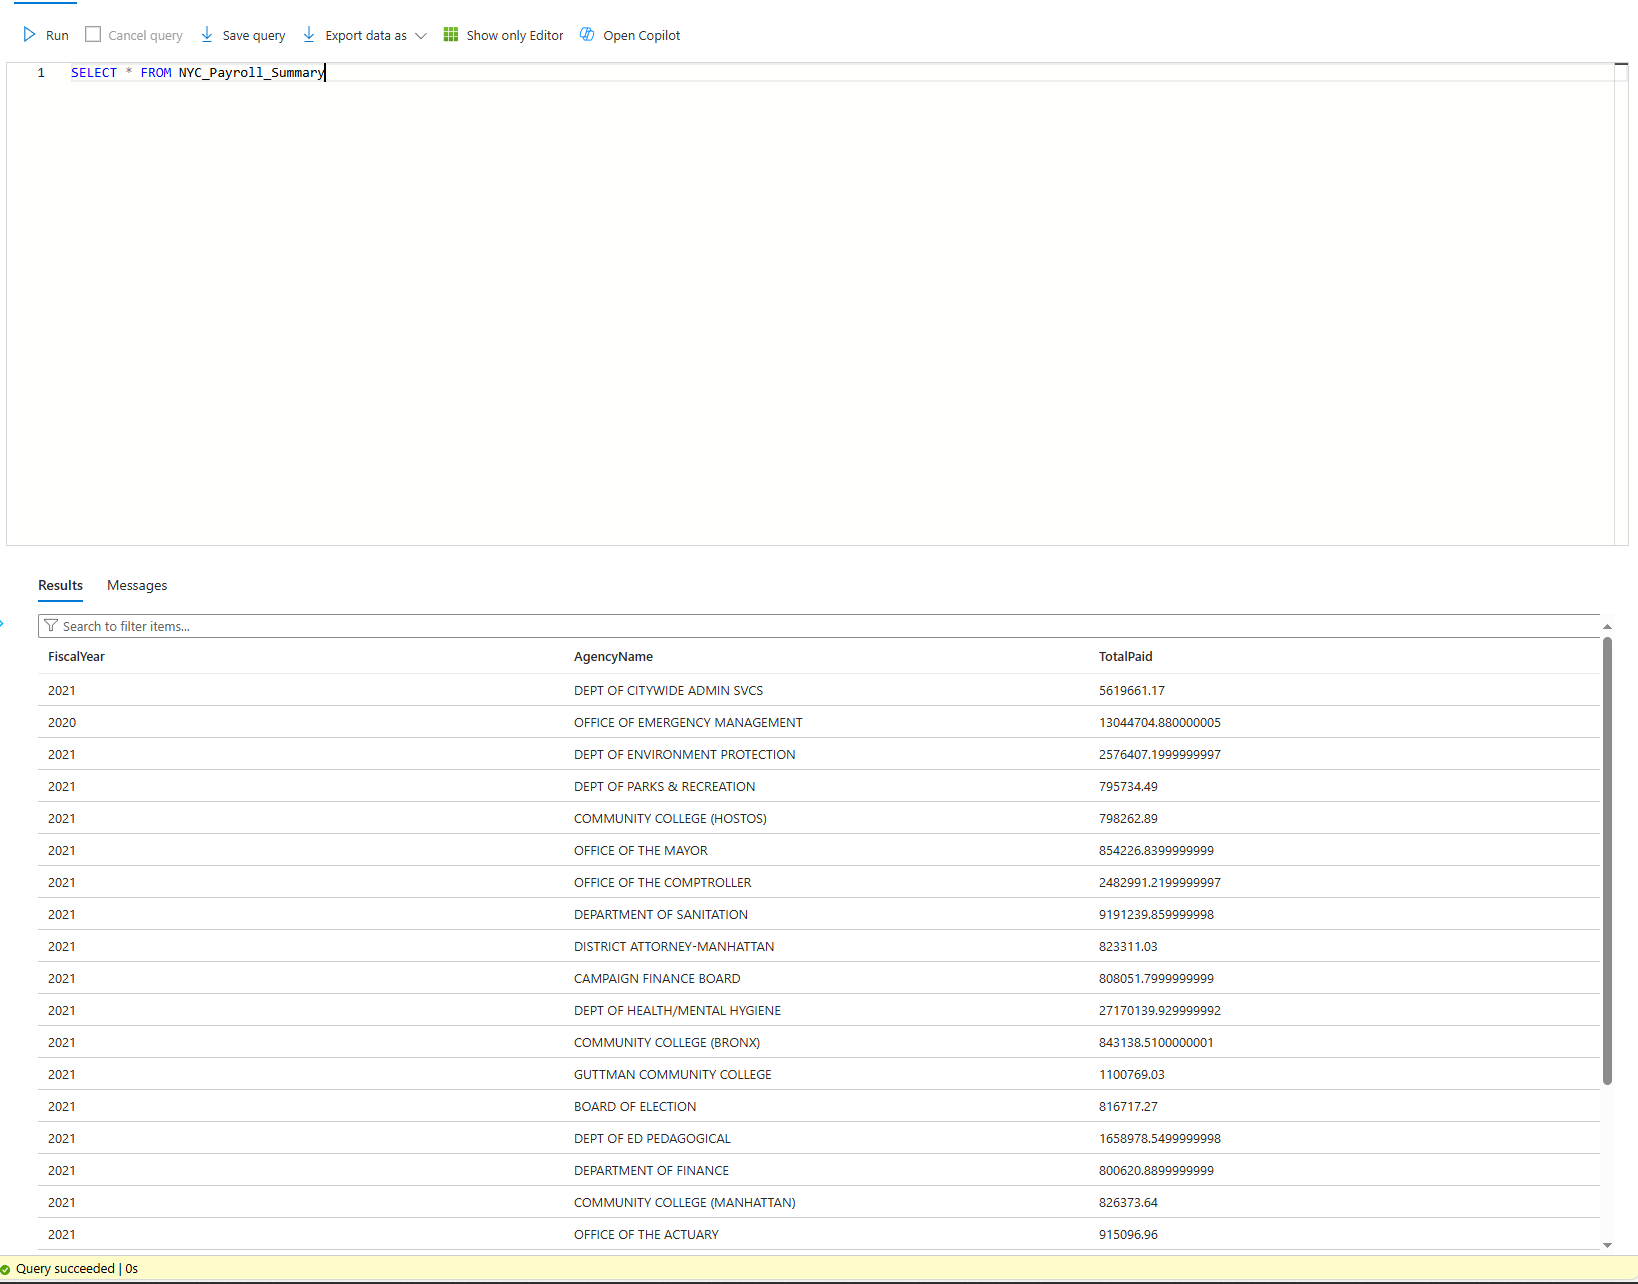 Run Cancel query Save query Export data as Show only Editor Open Copilot
1 SELECT * FROM NYC_Payroll_Summary
Results Messages
Search to filter items...
FiscalYear AgencyName TotalPaid
2021 DEPT OF CITYWIDE ADMIN SVCS 5619661.17
2020 OFFICE OF EMERGENCY MANAGEMENT 13044704.880000005
2021 DEPT OF ENVIRONMENT PROTECTION 2576407.1999999997
2021 DEPT OF PARKS & RECREATION 795734.49
2021 COMMUNITY COLLEGE (HOSTOS) 798262.89
2021 OFFICE OF THE MAYOR 854226.8399999999
2021 OFFICE OF THE COMPTROLLER 2482991.2199999997
2021 DEPARTMENT OF SANITATION 9191239.859999998
2021 DISTRICT ATTORNEY-MANHATTAN 823311.03
2021 CAMPAIGN FINANCE BOARD 808051.7999999999
2021 DEPT OF HEALTH/MENTAL HYGIENE 27170139.929999992
2021 COMMUNITY COLLEGE (BRONX) 843138.5100000001
2021 GUTTMAN COMMUNITY COLLEGE 1100769.03
2021 BOARD OF ELECTION 816717.27
2021 DEPT OF ED PEDAGOGICAL 1658978.5499999998
2021 DEPARTMENT OF FINANCE 800620.8899999999
2021 COMMUNITY COLLEGE (MANHATTAN) 826373.64
2021 OFFICE OF THE ACTUARY 915096.96
Query succeeded | 0s